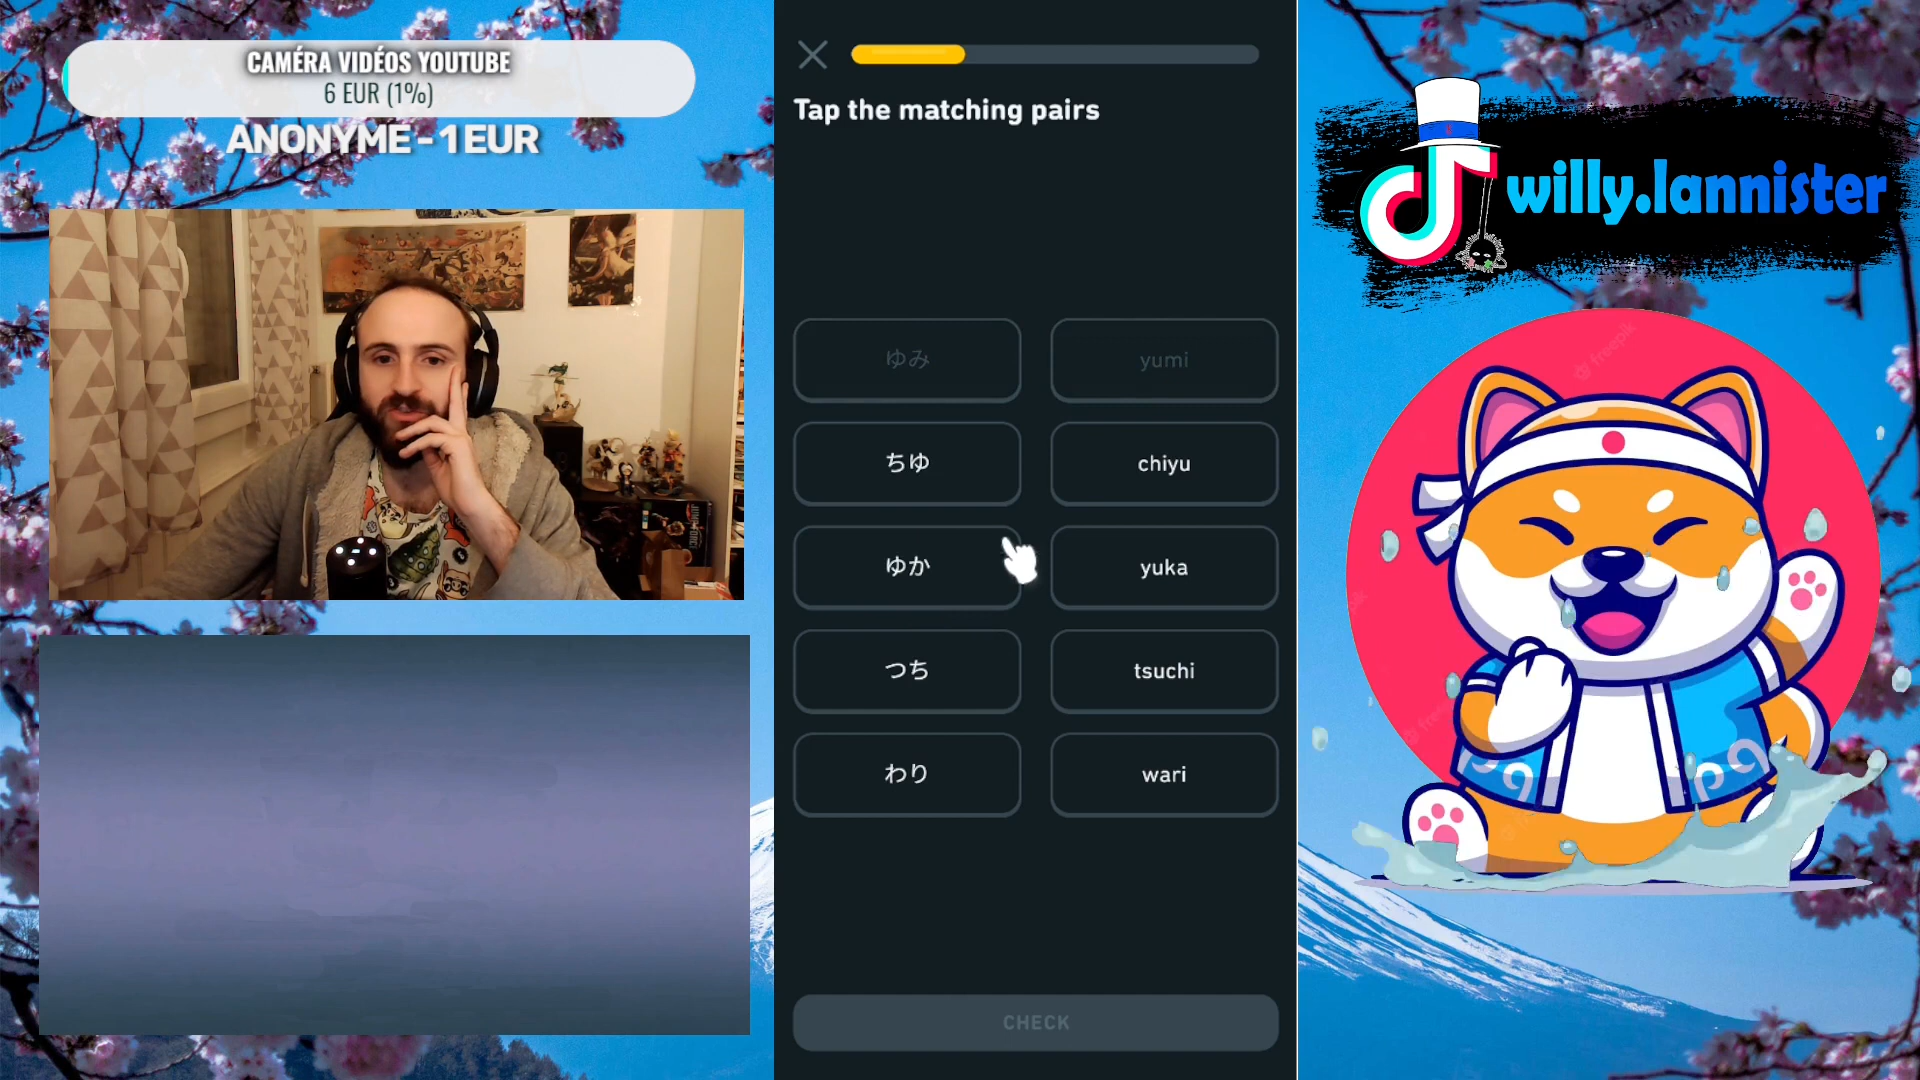 CAMÉRA VIDÉOS YOUTUBE
6 EUR (1%)
ANONYME - 1 EUR
Tap the matching pairs
ゆみ
yumi
ちゆ
chiyu
ゆか
yuka
つち
tsuchi
わり
wari
CHECK
willy.lannister